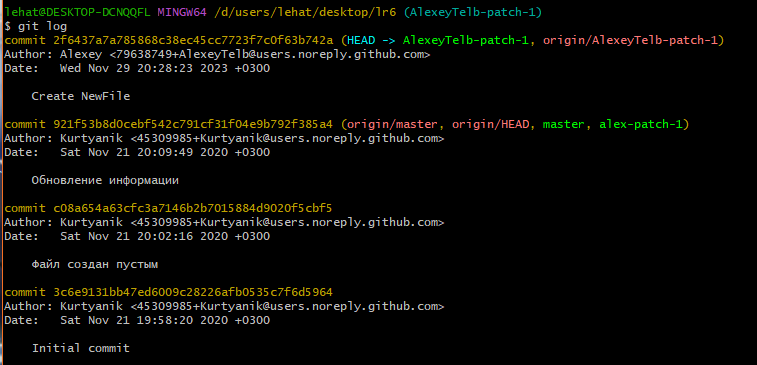 lehat@DESKTOP-DCNQQFL MINGW64 /d/users/lehat/desktop/lr6 (AlexeyTelb-patch-1)
$ git log
commit 2f6437a7a785868c38ec45cc7723f7c0f63b742a (HEAD -> AlexeyTelb-patch-1, origin/AlexeyTelb-patch-1)
Author: Alexey <79638749+AlexeyTelb@users.noreply.github.com>
Date:   Wed Nov 29 20:28:23 2023 +0300
Create NewFile
commit 921f53b8d0cebf542c791cf31f04e9b792f385a4 (origin/master, origin/HEAD, master, alex-patch-1)
Author: Kurtyanik <45309985+Kurtyanik@users.noreply.github.com>
Date:   Sat Nov 21 20:09:49 2020 +0300
Обновление информации
commit c08a654a63cfc3a7146b2b7015884d9020f5cbf5
Author: Kurtyanik <45309985+Kurtyanik@users.noreply.github.com>
Date:   Sat Nov 21 20:02:16 2020 +0300
Файл создан пустым
commit 3c6e9131bb47ed6009c28226afb0535c7f6d5964
Author: Kurtyanik <45309985+Kurtyanik@users.noreply.github.com>
Date:   Sat Nov 21 19:58:20 2020 +0300
Initial commit